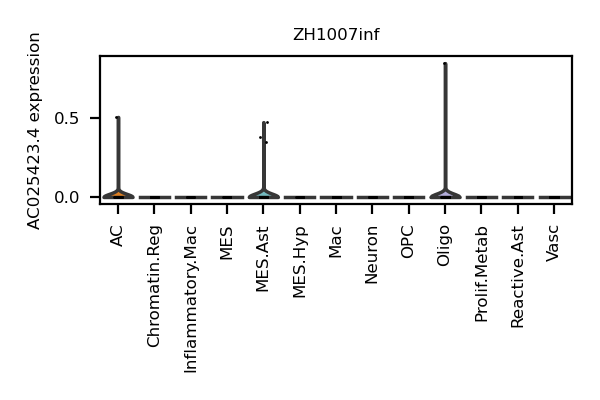 ZH1007inf
AC025423.4 expression
0.5
0.0
AC
Chromatin.Reg
Inflammatory.Mac
MES
MES.Ast
MES.Hyp
Mac
Neuron
OPC
Oligo
Prolif.Metab
Reactive.Ast
Vasc